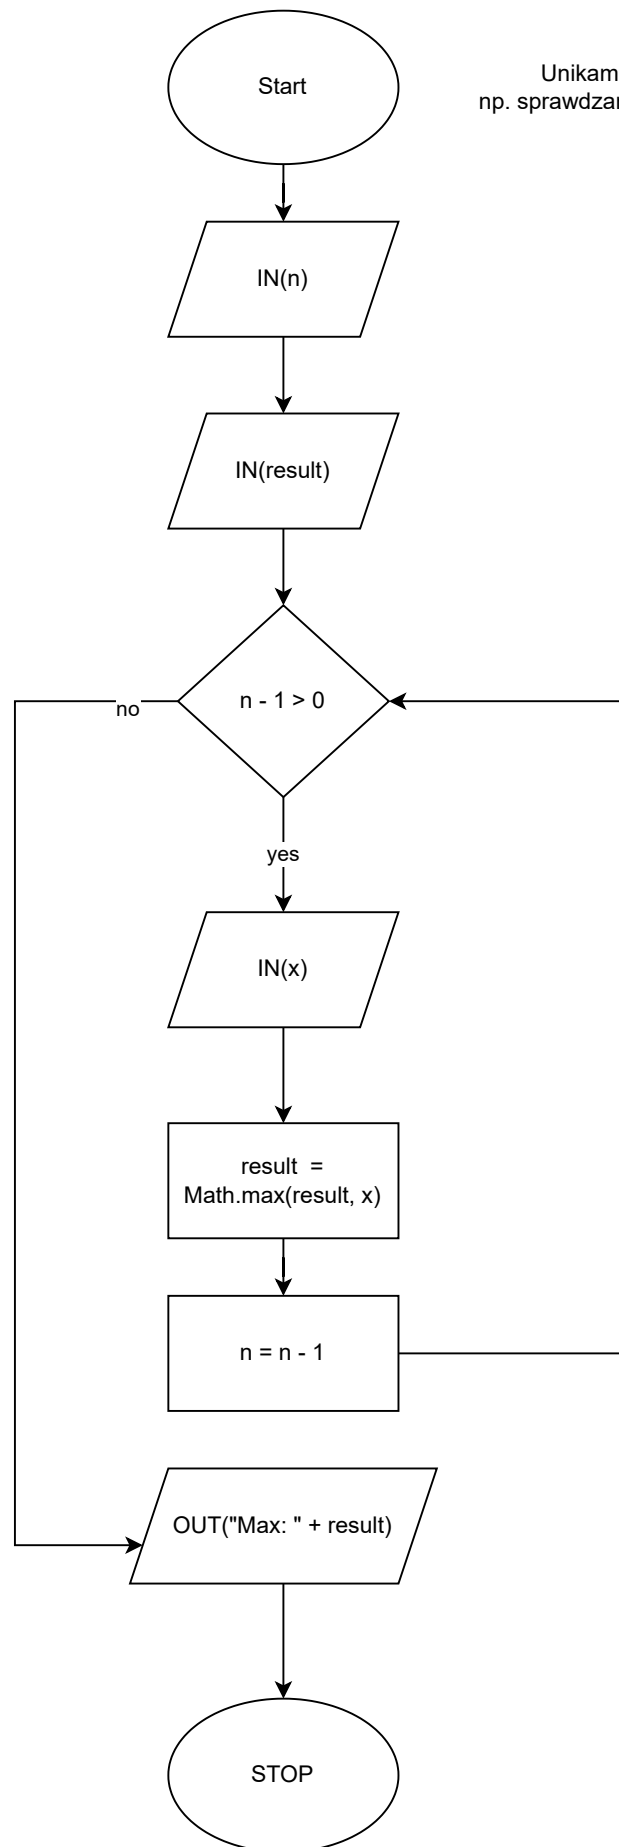 Start
Unikam
np. sprawdzar
IN(n)
IN(result)
n - 1 > 0
no
yes
IN(x)
result  =
Math.max(result, x)
n = n - 1
OUT("Max: " + result)
STOP